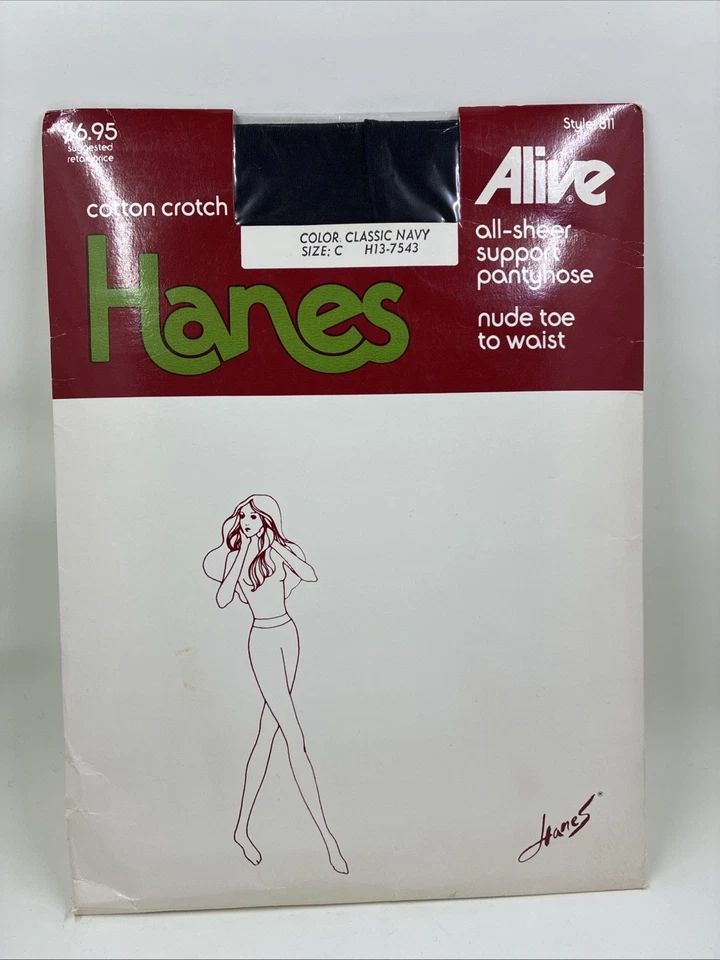 $6.95
suggested
retail price
cotton crotch
Hanes
COLOR: CLASSIC NAVY
SIZE: C H13-7543
Style 811
Alive®
all-sheer
support
pantyhose
nude toe
to waist
Hanes®